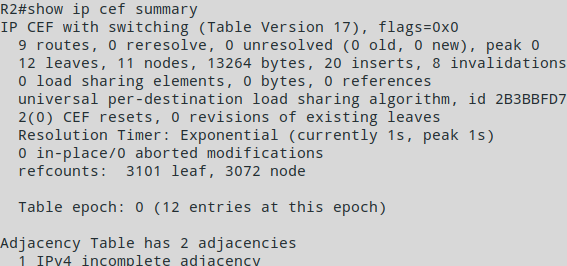 R2#show ip cef summary
IP CEF with switching (Table Version 17), flags=0x0
  9 routes, 0 reresolve, 0 unresolved (0 old, 0 new), peak 0
  12 leaves, 11 nodes, 13264 bytes, 20 inserts, 8 invalidations
  0 load sharing elements, 0 bytes, 0 references
  universal per-destination load sharing algorithm, id 2B3BBFD7
  2(0) CEF resets, 0 revisions of existing leaves
  Resolution Timer: Exponential (currently 1s, peak 1s)
  0 in-place/0 aborted modifications
  refcounts:  3101 leaf, 3072 node

  Table epoch: 0 (12 entries at this epoch)

Adjacency Table has 2 adjacencies
  1 IPv4 incomplete adjacency